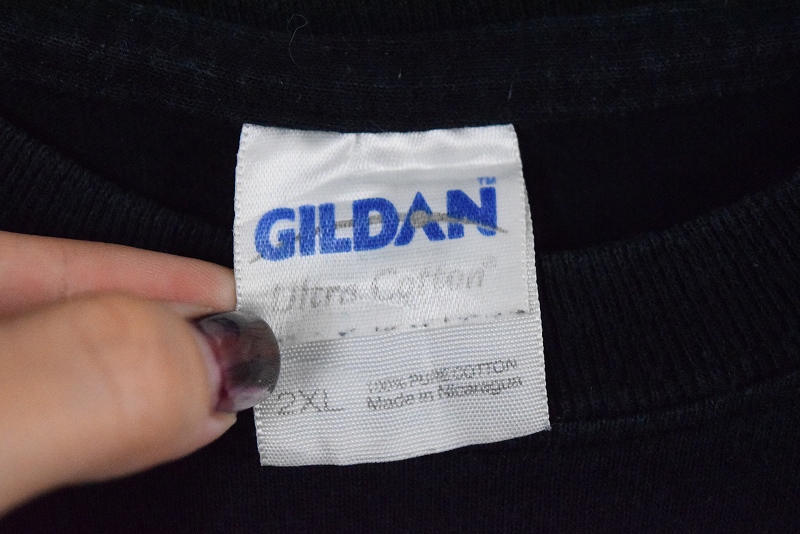 GILDAN™
Ultra Cotton®
2XL
100% PURE COTTON
Made in Nicaragua